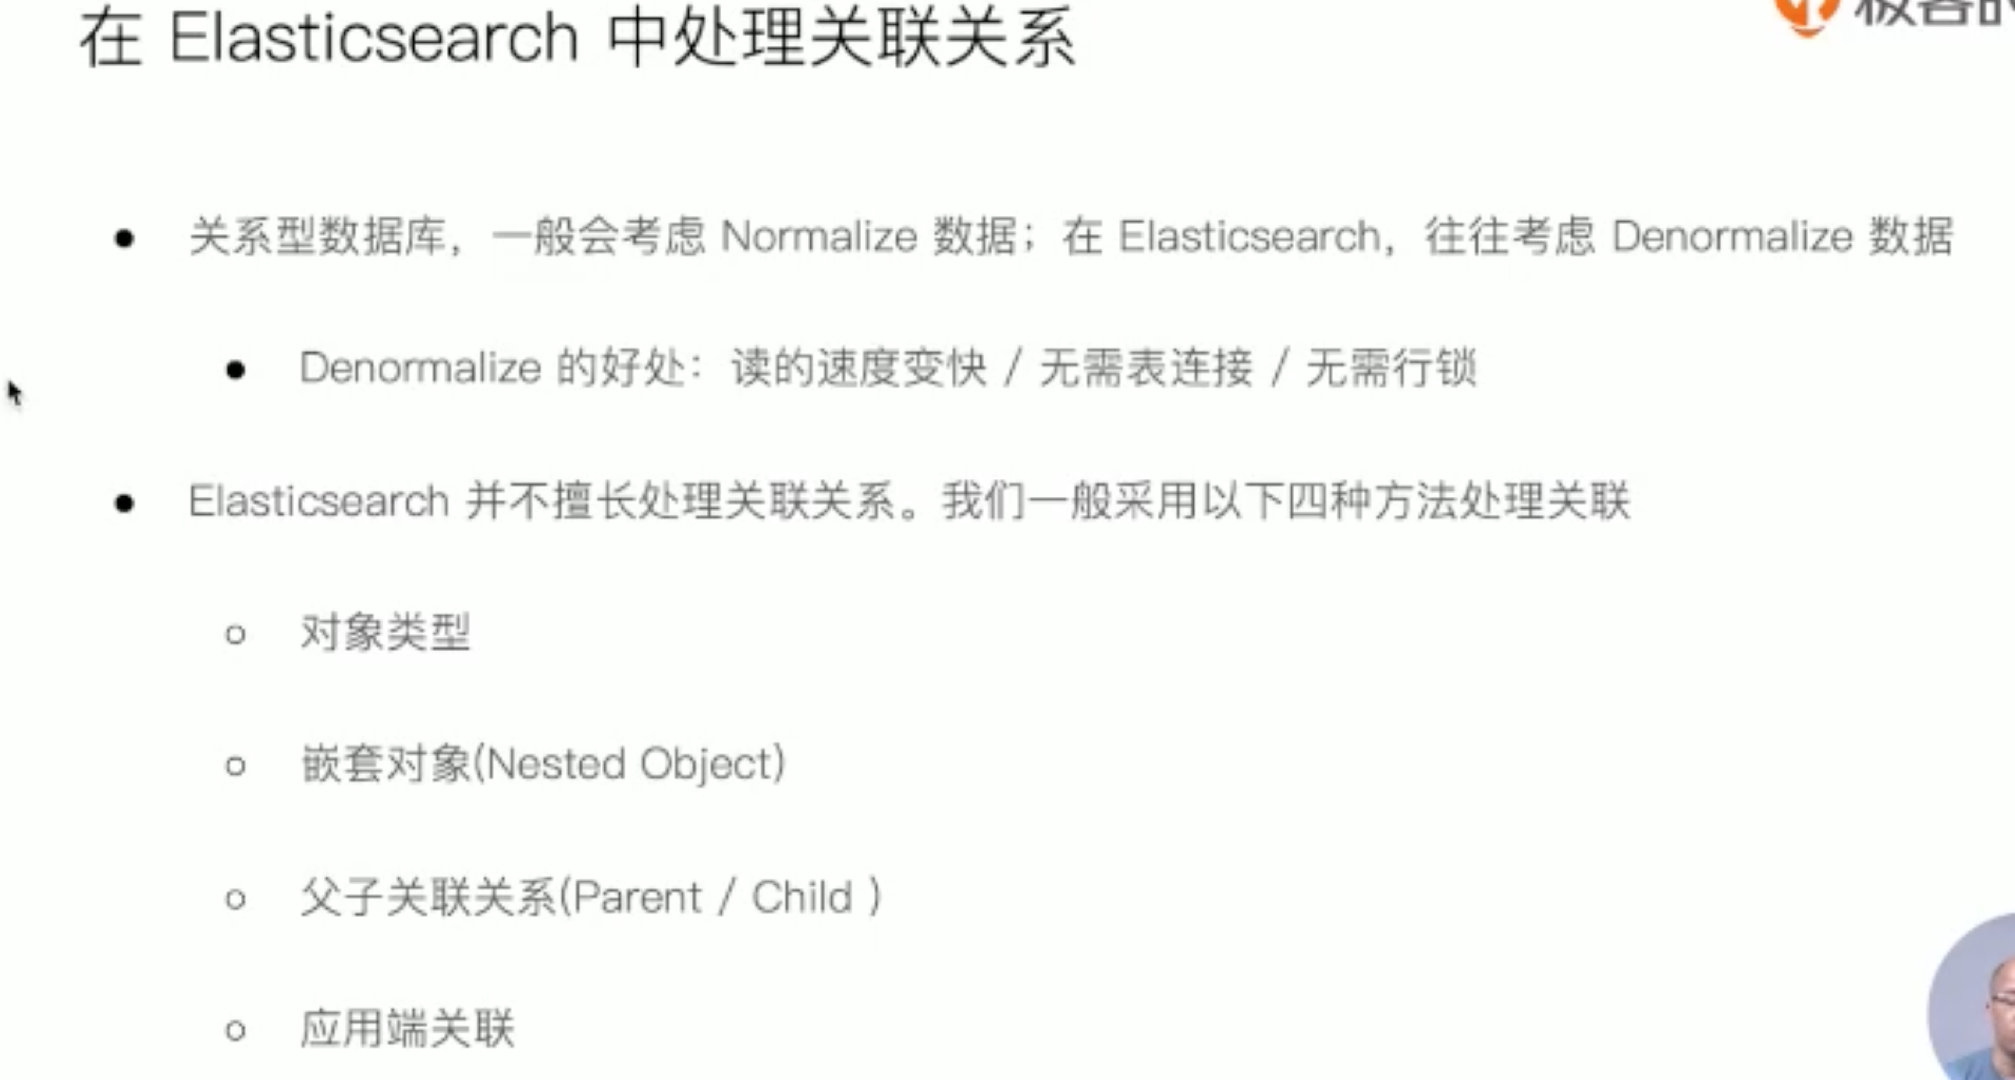 在 Elasticsearch 中处理关联关系
极客
关系型数据库，一般会考虑 Normalize 数据；在 Elasticsearch，往往考虑 Denormalize 数据
Denormalize 的好处：读的速度变快 / 无需表连接 / 无需行锁
Elasticsearch 并不擅长处理关联关系。我们一般采用以下四种方法处理关联
对象类型
嵌套对象(Nested Object)
父子关联关系(Parent / Child )
应用端关联